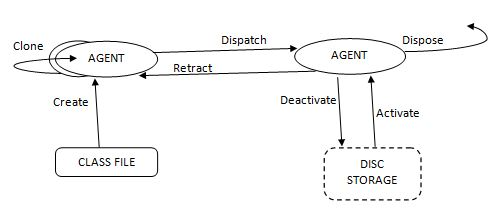 Clone
AGENT
Dispatch
AGENT
Dispose
Retract
Create
Deactivate
Activate
CLASS FILE
DISC
STORAGE